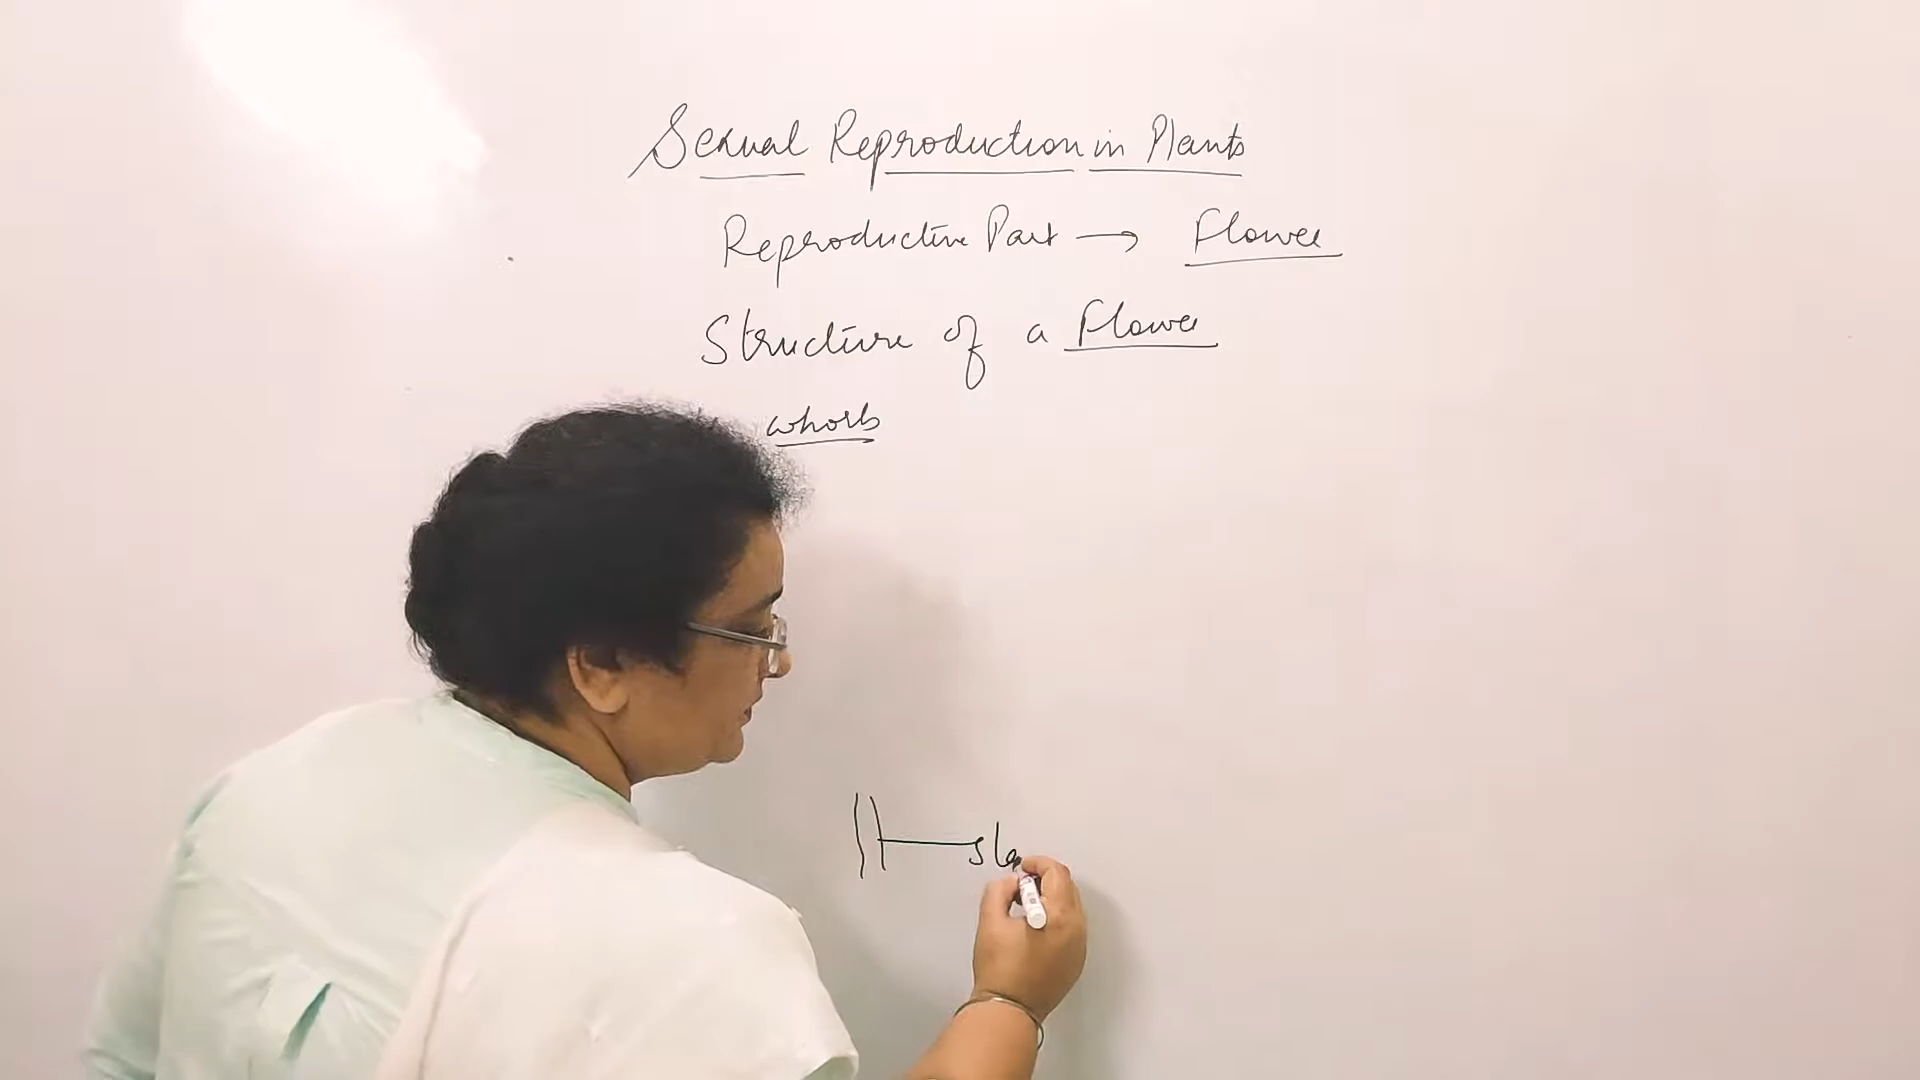 Sexual Reproduction in Plants
Reproductive Part → Flower
Structure of a Flower
whorls